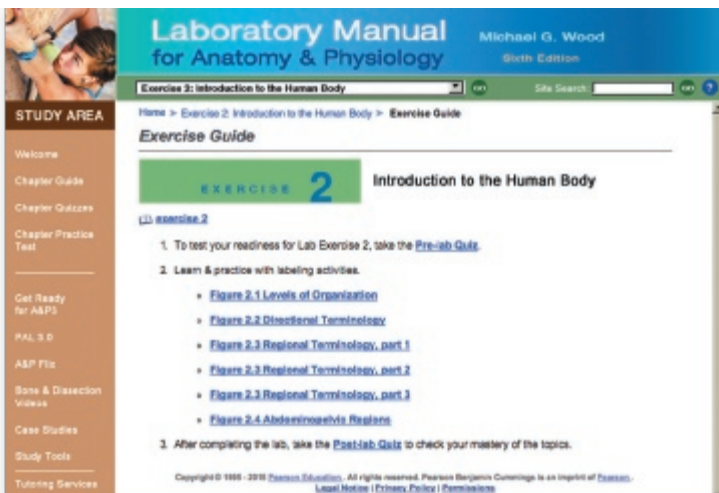 Laboratory Manual
for Anatomy & Physiology
Michael G. Wood
Sixth Edition
Exercise 2: Introduction to the Human Body
GO
Site Search:
GO
?
STUDY AREA
Welcome
Chapter Guide
Chapter Quizzes
Chapter Practice
Test
Get Ready
for A&P3
PAL 3.0
A&P Flix
Bone & Dissection
Videos
Case Studies
Study Tools
Tutoring Services
Home > Exercise 2: Introduction to the Human Body > Exercise Guide
Exercise Guide
EXERCISE 2
Introduction to the Human Body
exercise 2
1. To test your readiness for Lab Exercise 2, take the Pre-lab Quiz.
2. Learn & practice with labeling activities.
Figure 2.1 Levels of Organization
Figure 2.2 Directional Terminology
Figure 2.3 Regional Terminology, part 1
Figure 2.3 Regional Terminology, part 2
Figure 2.3 Regional Terminology, part 3
Figure 2.4 Abdominopelvic Regions
3. After completing the lab, take the Post-lab Quiz to check your mastery of the topics.
Copyright © 1995 - 2010 Pearson Education. All rights reserved. Pearson Benjamin Cummings is an imprint of Pearson.
Legal Notice | Privacy Policy | Permissions